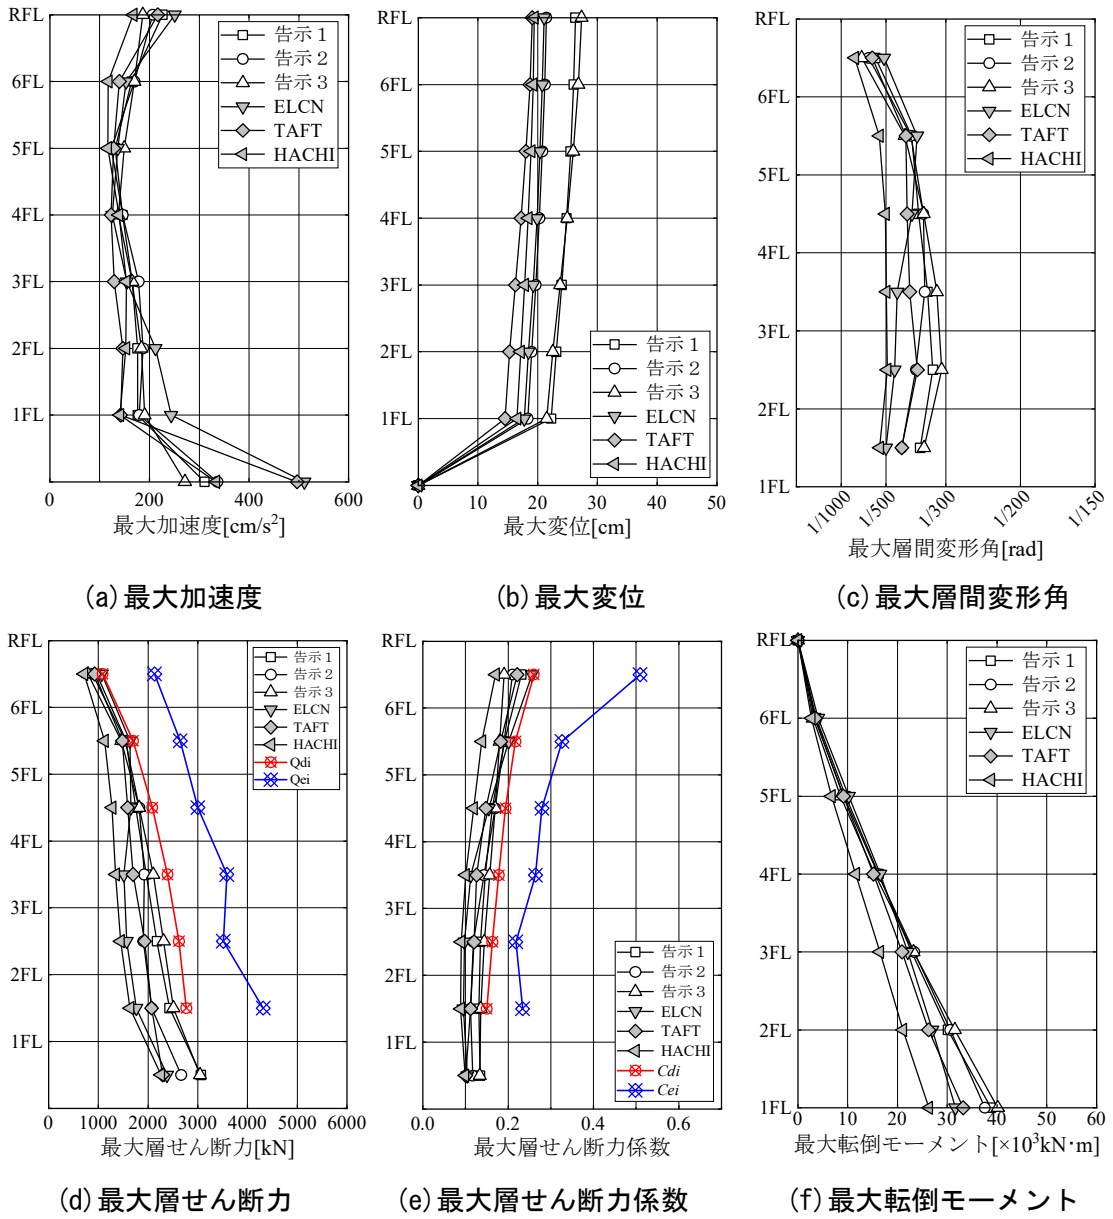 RFL
6FL
5FL
4FL
3FL
2FL
1FL
告示1
告示2
告示3
ELCN
TAFT
HACHI
0
200
400
600
最大加速度[cm/s²]
(a)最大加速度
RFL
6FL
5FL
4FL
3FL
2FL
1FL
告示1
告示2
告示3
ELCN
TAFT
HACHI
0
10
20
30
40
50
最大変位[cm]
(b)最大変位
RFL
6FL
5FL
4FL
3FL
2FL
1FL
告示1
告示2
告示3
ELCN
TAFT
HACHI
1/1000
1/500
1/300
1/200
1/150
最大層間変形角[rad]
(c)最大層間変形角
RFL
6FL
5FL
4FL
3FL
2FL
1FL
告示1
告示2
告示3
ELCN
TAFT
HACHI
Qdi
Qei
0
1000
2000
3000
4000
5000
6000
最大層せん断力[kN]
(d)最大層せん断力
RFL
6FL
5FL
4FL
3FL
2FL
1FL
告示1
告示2
告示3
ELCN
TAFT
HACHI
Cdi
Cei
0.0
0.2
0.4
0.6
最大層せん断力係数
(e)最大層せん断力係数
RFL
6FL
5FL
4FL
3FL
2FL
1FL
告示1
告示2
告示3
ELCN
TAFT
HACHI
0
10
20
30
40
50
60
最大転倒モーメント[×10³kN·m]
(f)最大転倒モーメント